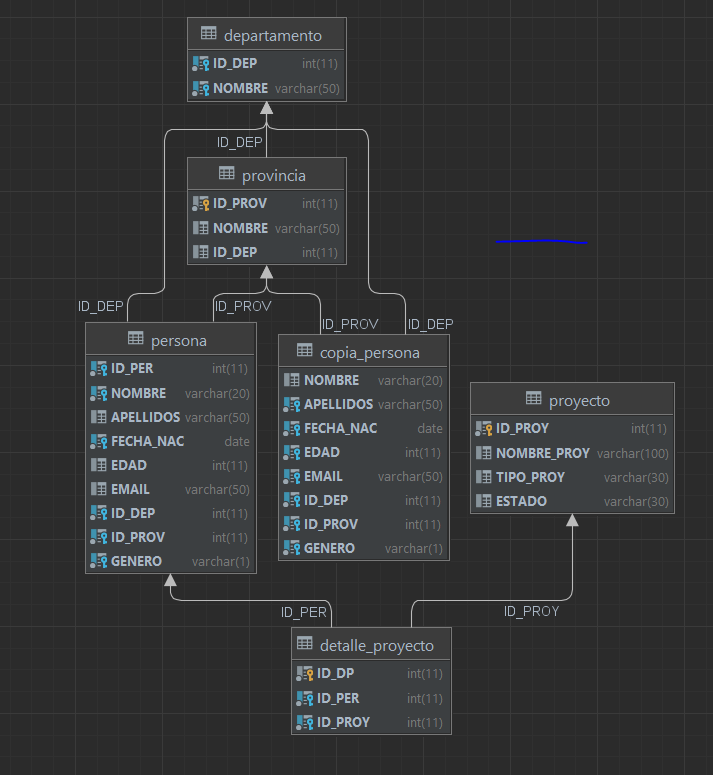 departamento
ID_DEP int(11)
NOMBRE varchar(50)
ID_DEP
provincia
ID_PROV int(11)
NOMBRE varchar(50)
ID_DEP int(11)
ID_DEP ID_PROV ID_PROV ID_DEP
persona
ID_PER int(11)
NOMBRE varchar(20)
APELLIDOS varchar(50)
FECHA_NAC date
EDAD int(11)
EMAIL varchar(50)
ID_DEP int(11)
ID_PROV int(11)
GENERO varchar(1)
copia_persona
NOMBRE varchar(20)
APELLIDOS varchar(50)
FECHA_NAC date
EDAD int(11)
EMAIL varchar(50)
ID_DEP int(11)
ID_PROV int(11)
GENERO varchar(1)
proyecto
ID_PROY int(11)
NOMBRE_PROY varchar(100)
TIPO_PROY varchar(30)
ESTADO varchar(30)
ID_PER ID_PROY
detalle_proyecto
ID_DP int(11)
ID_PER int(11)
ID_PROY int(11)